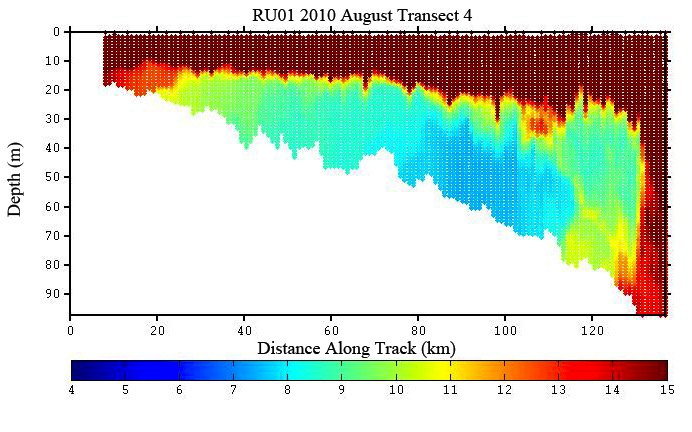 RU01 2010 August Transect 4
0
10
20
30
40
50
60
70
80
90
Depth (m)
0 20 40 60 80 100 120
Distance Along Track (km)
4 5 6 7 8 9 10 11 12 13 14 15